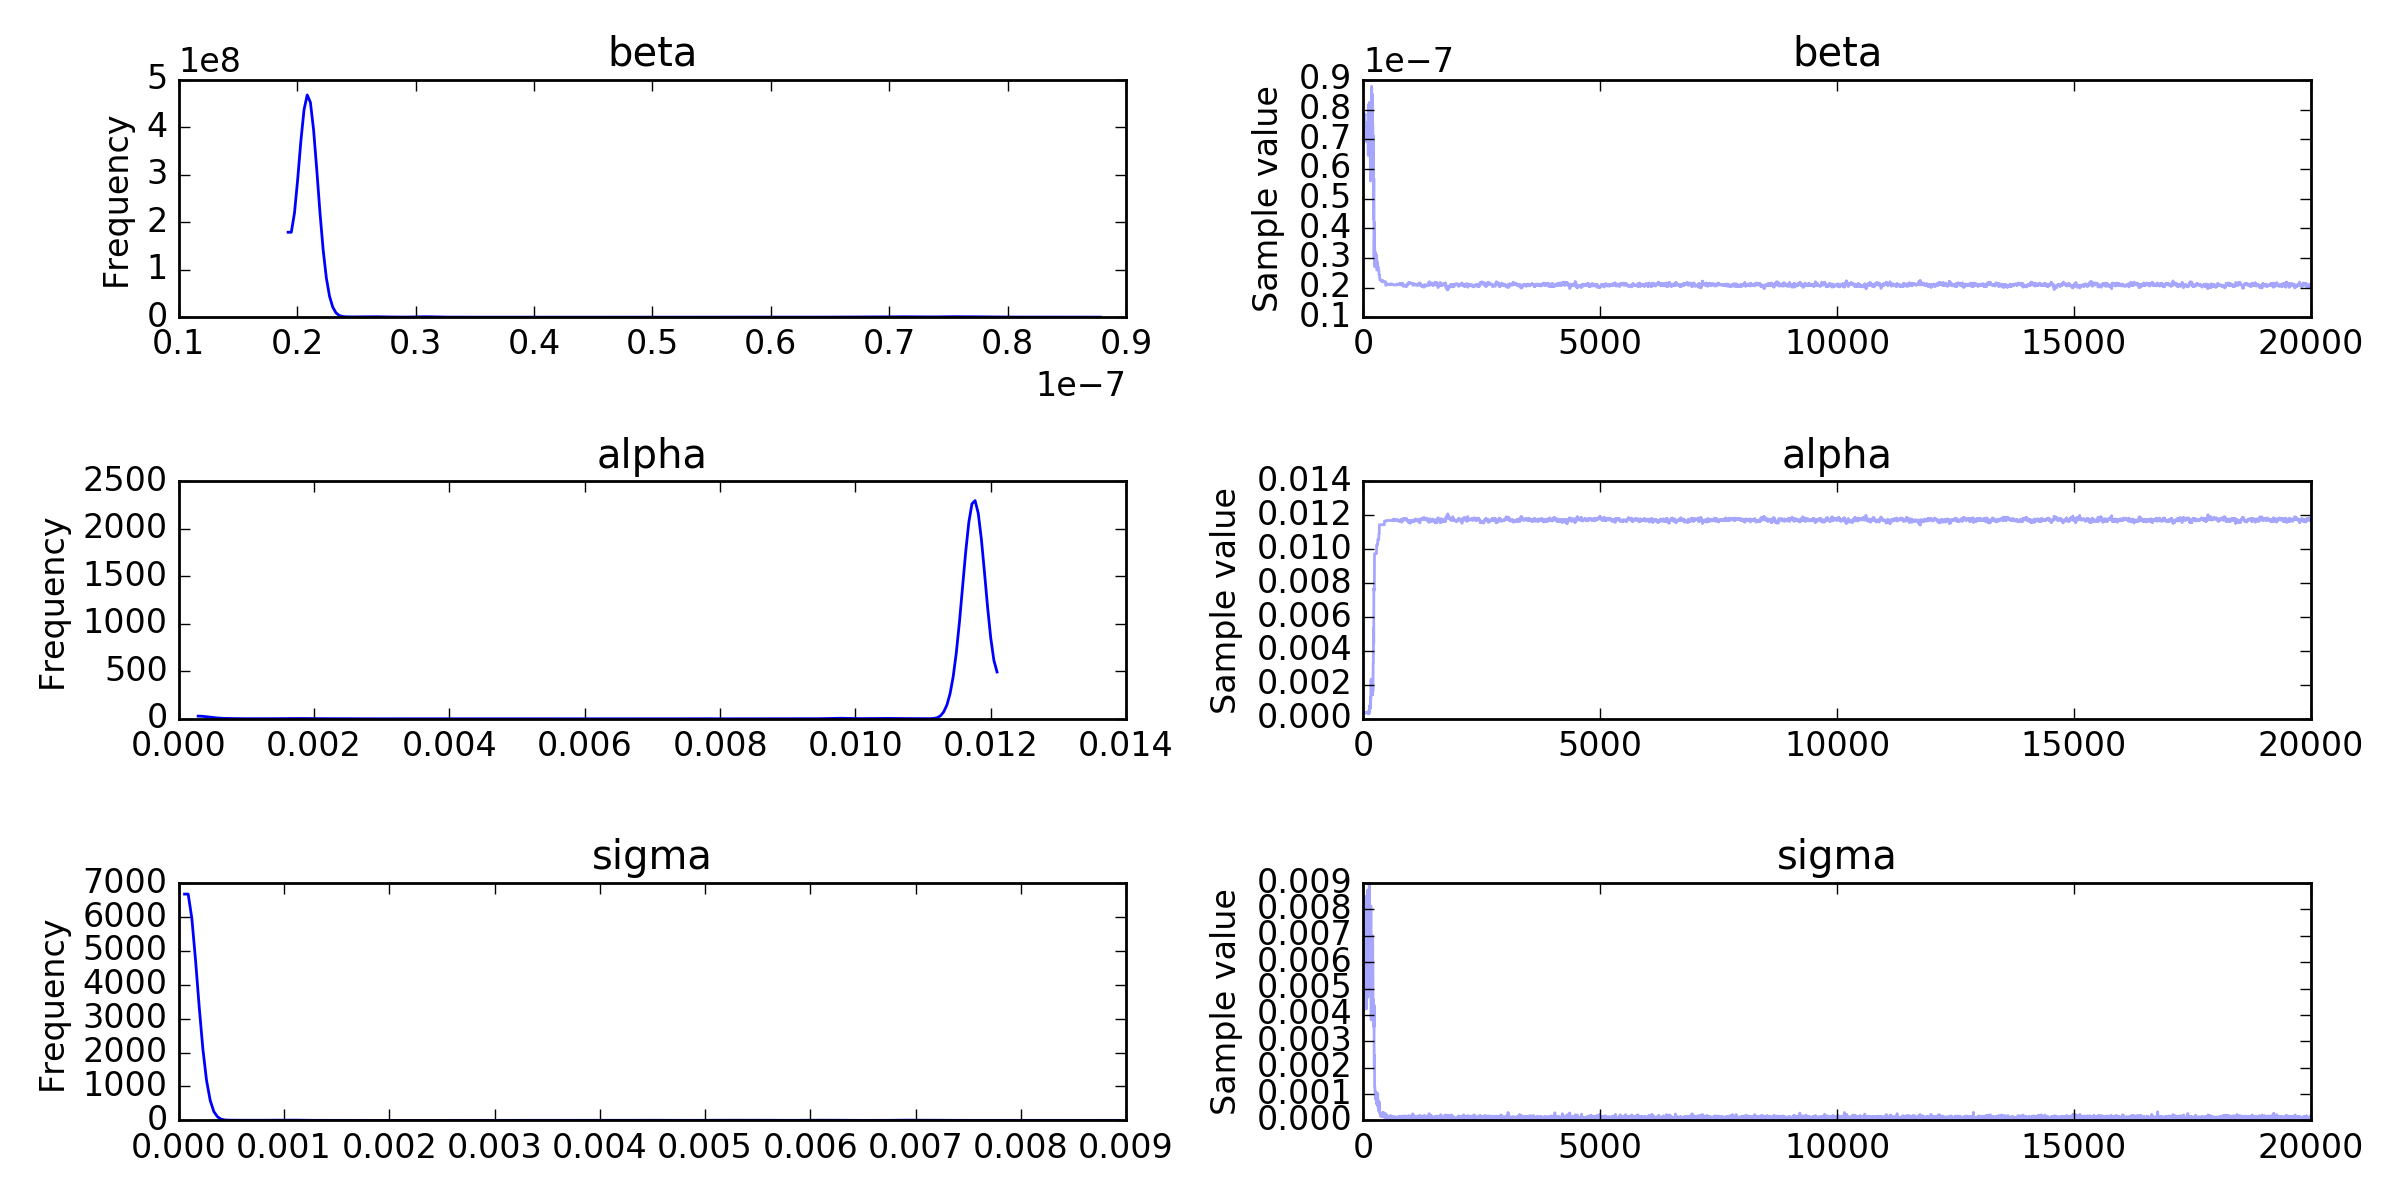 beta
1e8
Frequency
5
4
3
2
1
0
0.1 0.2 0.3 0.4 0.5 0.6 0.7 0.8 0.9
1e−7
beta
1e−7
Sample value
0.9
0.8
0.7
0.6
0.5
0.4
0.3
0.2
0.1
0 5000 10000 15000 20000
alpha
Frequency
2500
2000
1500
1000
500
0
0.000 0.002 0.004 0.006 0.008 0.010 0.012 0.014
alpha
Sample value
0.014
0.012
0.010
0.008
0.006
0.004
0.002
0.000
0 5000 10000 15000 20000
sigma
Frequency
7000
6000
5000
4000
3000
2000
1000
0
0.000 0.001 0.002 0.003 0.004 0.005 0.006 0.007 0.008 0.009
sigma
Sample value
0.009
0.008
0.007
0.006
0.005
0.004
0.003
0.002
0.001
0.000
0 5000 10000 15000 20000